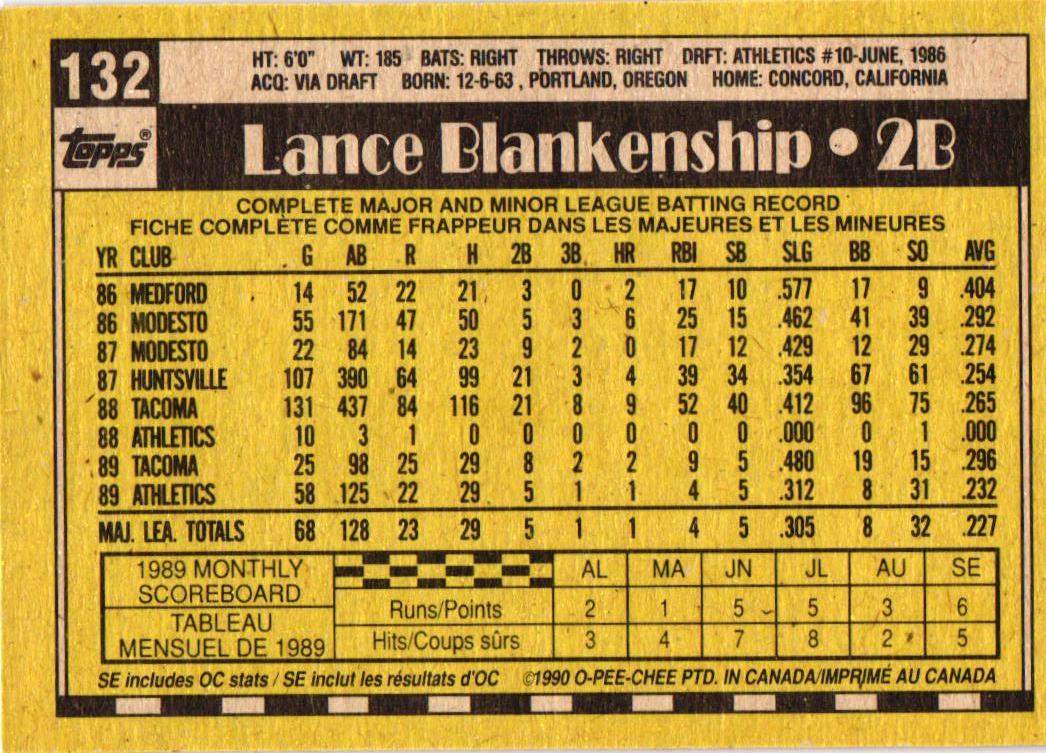 132
HT: 6'0" WT: 185 BATS: RIGHT THROWS: RIGHT DRFT: ATHLETICS #10-JUNE, 1986
ACQ: VIA DRAFT BORN: 12-6-63, PORTLAND, OREGON HOME: CONCORD, CALIFORNIA
topps®
Lance Blankenship • 2B
COMPLETE MAJOR AND MINOR LEAGUE BATTING RECORD
FICHE COMPLÈTE COMME FRAPPEUR DANS LES MAJEURES ET LES MINEURES
YR CLUB G AB R H 2B 3B HR RBI SB SLG BB SO AVG
86 MEDFORD 14 52 22 21 3 0 2 17 10 .577 17 9 .404
86 MODESTO 55 171 47 50 5 3 6 25 15 .462 41 39 .292
87 MODESTO 22 84 14 23 9 2 0 17 12 .429 12 29 .274
87 HUNTSVILLE 107 390 64 99 21 3 4 39 34 .354 67 61 .254
88 TACOMA 131 437 84 116 21 8 9 52 40 .412 96 75 .265
88 ATHLETICS 10 3 1 0 0 0 0 0 0 .000 0 1 .000
89 TACOMA 25 98 25 29 8 2 2 9 5 .480 19 15 .296
89 ATHLETICS 58 125 22 29 5 1 1 4 5 .312 8 31 .232
MAJ. LEA. TOTALS 68 128 23 29 5 1 1 4 5 .305 8 32 .227
1989 MONTHLY
SCOREBOARD
TABLEAU
MENSUEL DE 1989
AL MA JN JL AU SE
Runs/Points 2 1 5 5 3 6
Hits/Coups sûrs 3 4 7 8 2 5
SE includes OC stats / SE inclut les résultats d'OC ©1990 O-PEE-CHEE PTD. IN CANADA/IMPRIMÉ AU CANADA